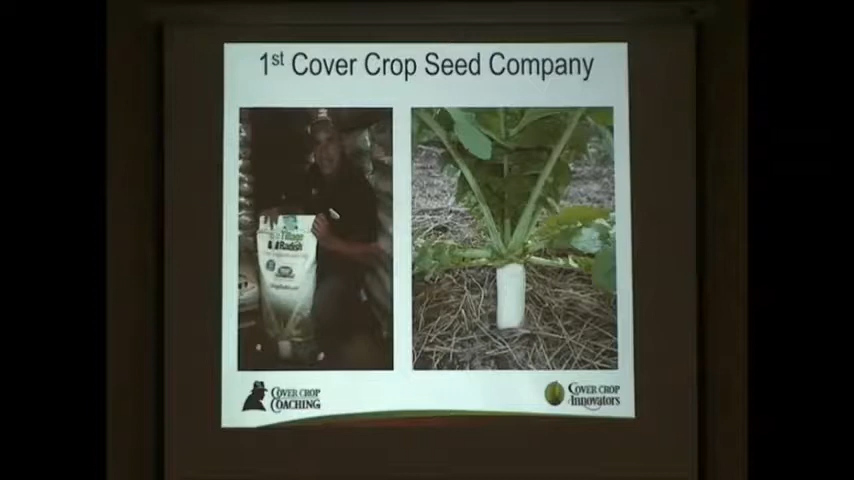 1st Cover Crop Seed Company
Tillage
Radish
COVER CROP
COACHING
COVER CROP
INNOVATORS